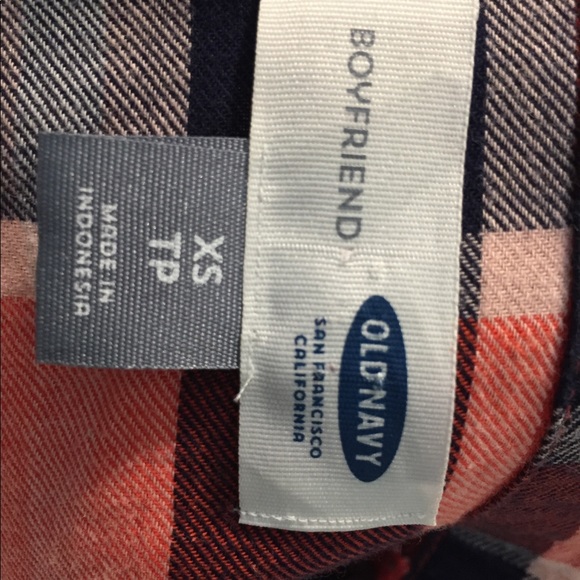 OLD NAVY
SAN FRANCISCO
CALIFORNIA
BOYFRIEND
XS
TP
MADE IN
INDONESIA